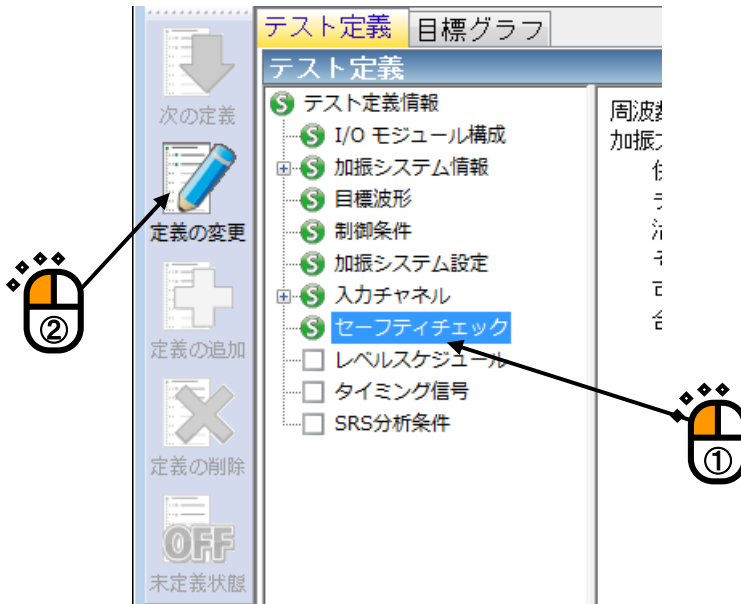 テスト定義 目標グラフ
テスト定義
次の定義
定義の変更
定義の追加
定義の削除
OFF
未定義状態
S テスト定義情報
S I/O モジュール構成
S 加振システム情報
S 目標波形
S 制御条件
S 加振システム設定
S 入力チャネル
S セーフティチェック
レベルスケジュール
タイミング信号
SRS分析条件
周波
加振
②
①